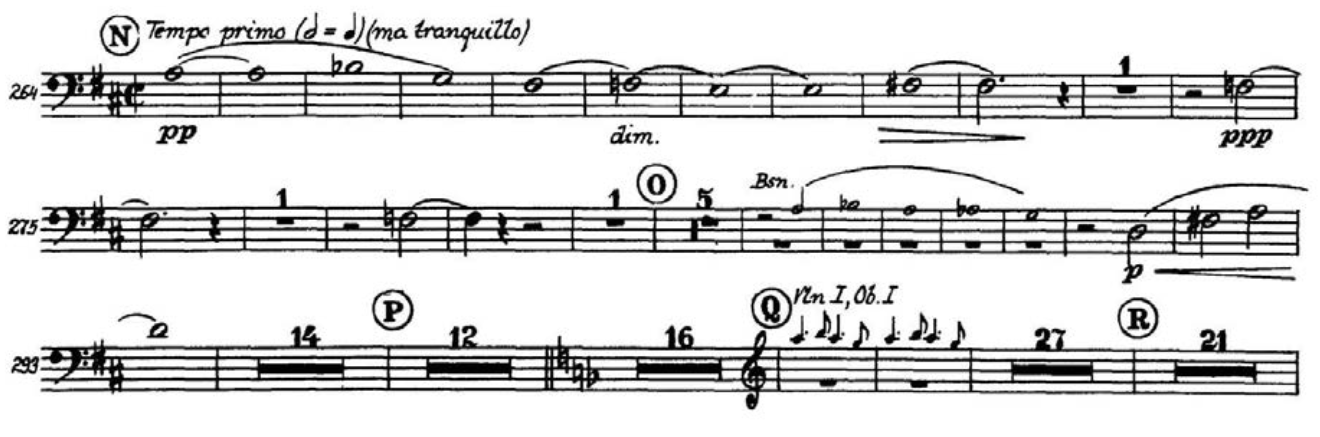 N Tempo primo (𝅗𝅥 = 𝅗𝅥) (ma tranquillo)
264 1
pp dim. ppp
O
275 1 1 5 Bsn.
p
P Q Vln I, Ob. I R
293 14 12 16 27 21